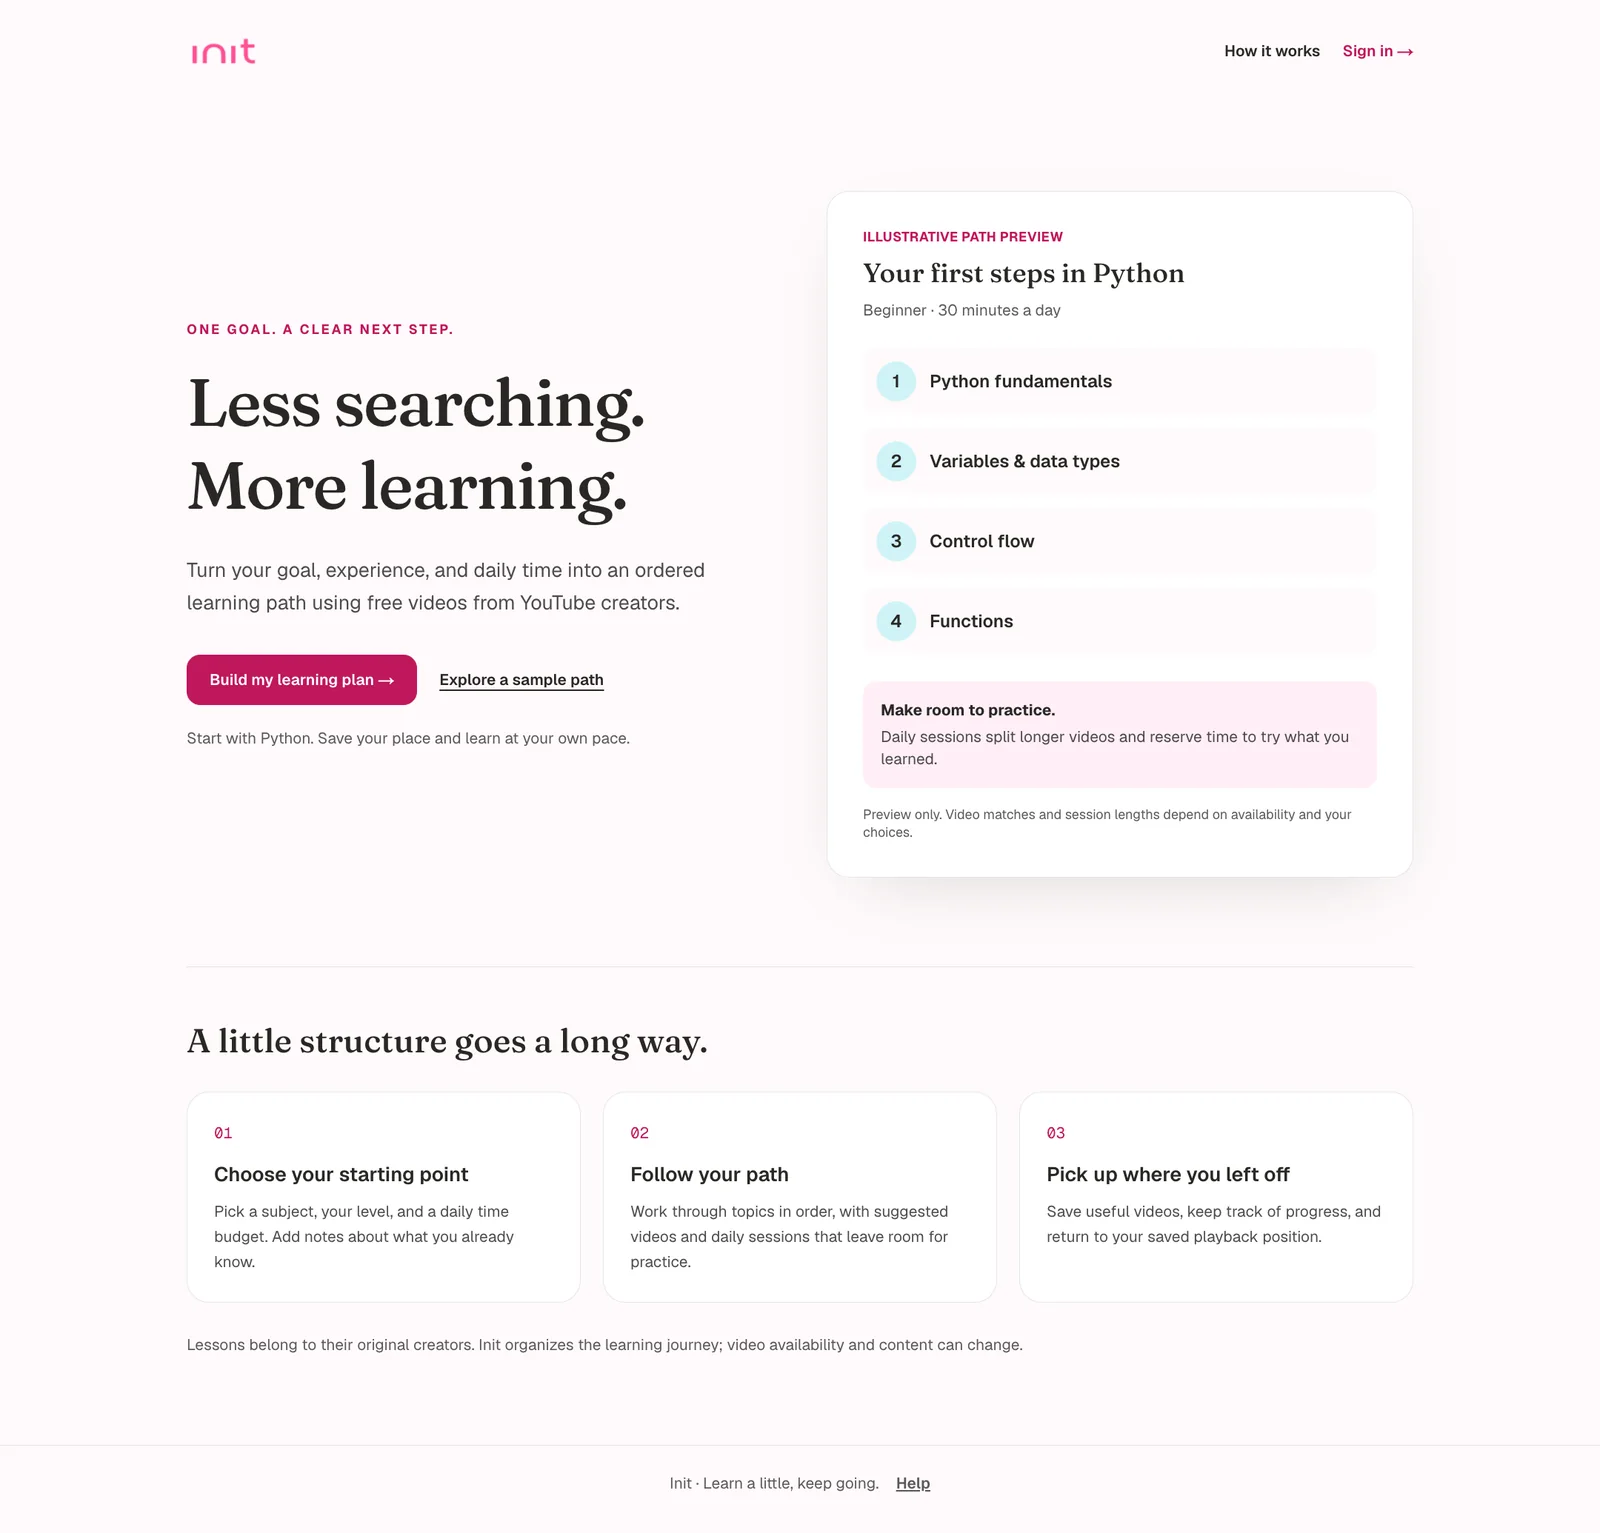 init
How it works
Sign in →
ONE GOAL. A CLEAR NEXT STEP.
Less searching.
More learning.
Turn your goal, experience, and daily time into an ordered
learning path using free videos from YouTube creators.
Build my learning plan →
Explore a sample path
Start with Python. Save your place and learn at your own pace.
ILLUSTRATIVE PATH PREVIEW
Your first steps in Python
Beginner · 30 minutes a day
1 Python fundamentals
2 Variables & data types
3 Control flow
4 Functions
Make room to practice.
Daily sessions split longer videos and reserve time to try what you
learned.
Preview only. Video matches and session lengths depend on availability and your
choices.
A little structure goes a long way.
01
Choose your starting point
Pick a subject, your level, and a daily time
budget. Add notes about what you already
know.
02
Follow your path
Work through topics in order, with suggested
videos and daily sessions that leave room for
practice.
03
Pick up where you left off
Save useful videos, keep track of progress, and
return to your saved playback position.
Lessons belong to their original creators. Init organizes the learning journey; video availability and content can change.
Init · Learn a little, keep going. Help